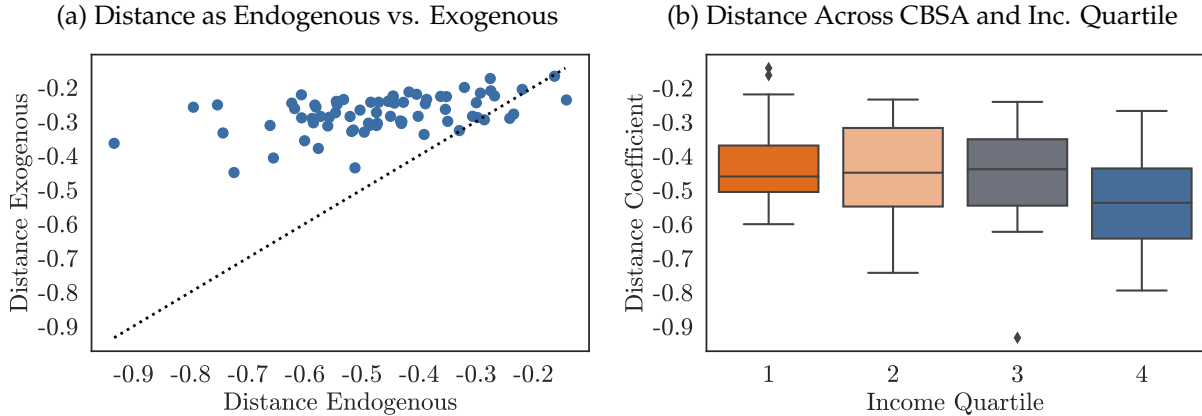 (a) Distance as Endogenous vs. Exogenous
-0.2
-0.3
-0.4
-0.5
-0.6
-0.7
-0.8
-0.9
Distance Exogenous
-0.9 -0.8 -0.7 -0.6 -0.5 -0.4 -0.3 -0.2
Distance Endogenous
(b) Distance Across CBSA and Inc. Quartile
-0.2
-0.3
-0.4
-0.5
-0.6
-0.7
-0.8
-0.9
Distance Coefficient
1 2 3 4
Income Quartile